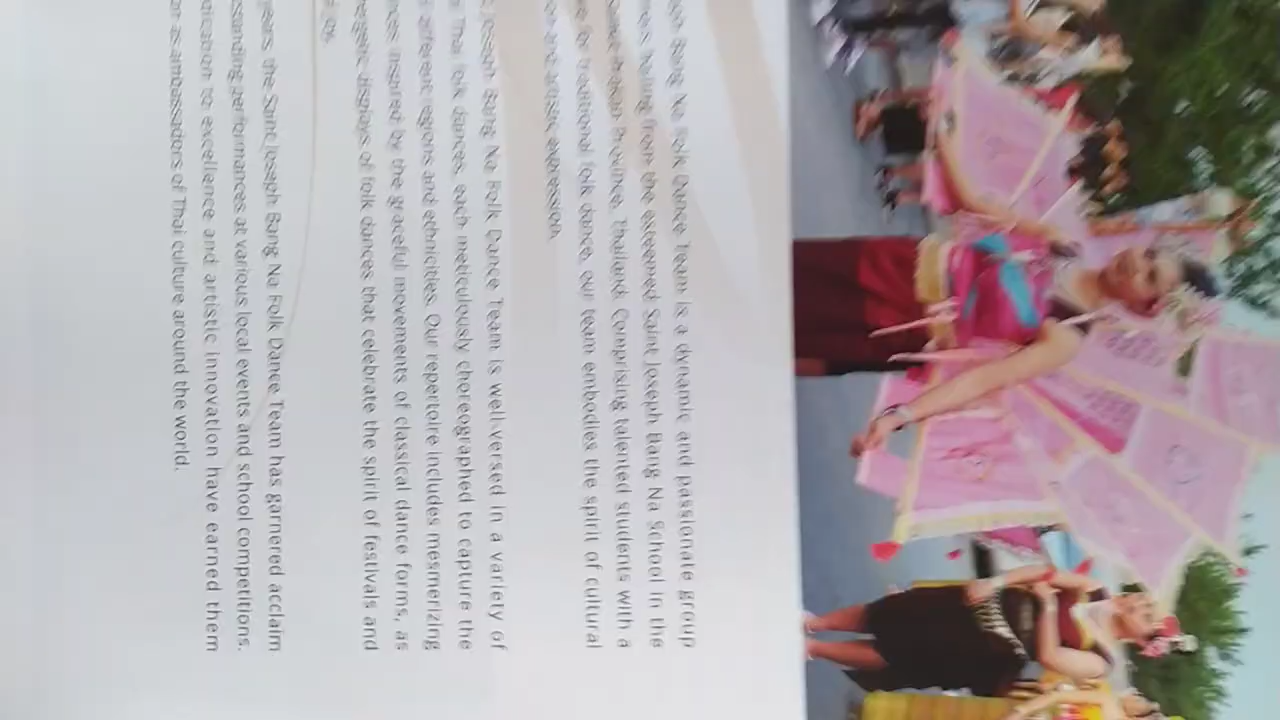 Bang Na Folk Dance Team is a dynamic and passionate group
hailing from the esteemed Saint Joseph Bang Na School in the
Province, Thailand. Comprising talented students with a
for traditional folk dance, our team embodies the spirit of cultural
and artistic expression.
Joseph Bang Na Folk Dance Team is well-versed in a variety of
Thai folk dances, each meticulously choreographed to capture the
different regions and ethnicities. Our repertoire includes mesmerizing
inspired by the graceful movements of classical dance forms, as
displays of folk dances that celebrate the spirit of festivals and
joy.
years, the Saint Joseph Bang Na Folk Dance Team has garnered acclaim
performances at various local events and school competitions.
to excellence and artistic innovation have earned them
as ambassadors of Thai culture around the world.